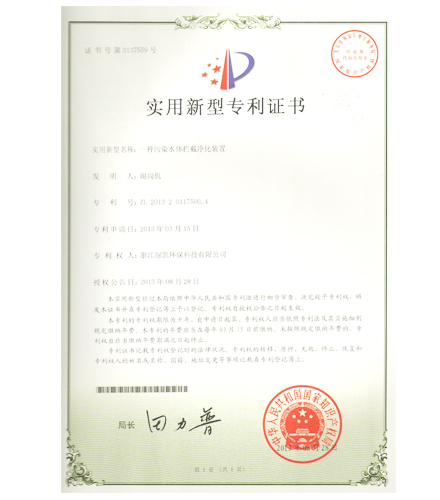 证书号第3137509号
实用新型专利证书
实用新型名称：一种污染水体拦截净化装置
发 明 人：
专 利 号：ZL 2013 2 0117500.4
专利申请日：2013年03月15日
专 利 权 人：浙江绿凯环保科技有限公司
授权公告日：2013年08月28日
本实用新型经过本局依照中华人民共和国专利法进行初步审查，决定授予专利权，颁
发本证书并在专利登记簿上予以登记。专利权自授权公告之日起生效。
本专利的专利权期限为十年，自申请日起算。专利权人应当依照专利法及其实施细则
规定缴纳年费。本专利的年费应当在每年03月15日前缴纳。未按照规定缴纳年费的，专
利权自应当缴纳年费期满之日起终止。
专利证书记载专利权登记时的法律状况。专利权的转移、质押、无效、终止、恢复和
专利权人的姓名或名称、国籍、地址变更等事项记载在专利登记簿上。
局长 田力普
中华人民共和国国家知识产权局
2013年08月28日
第1页（共1页）